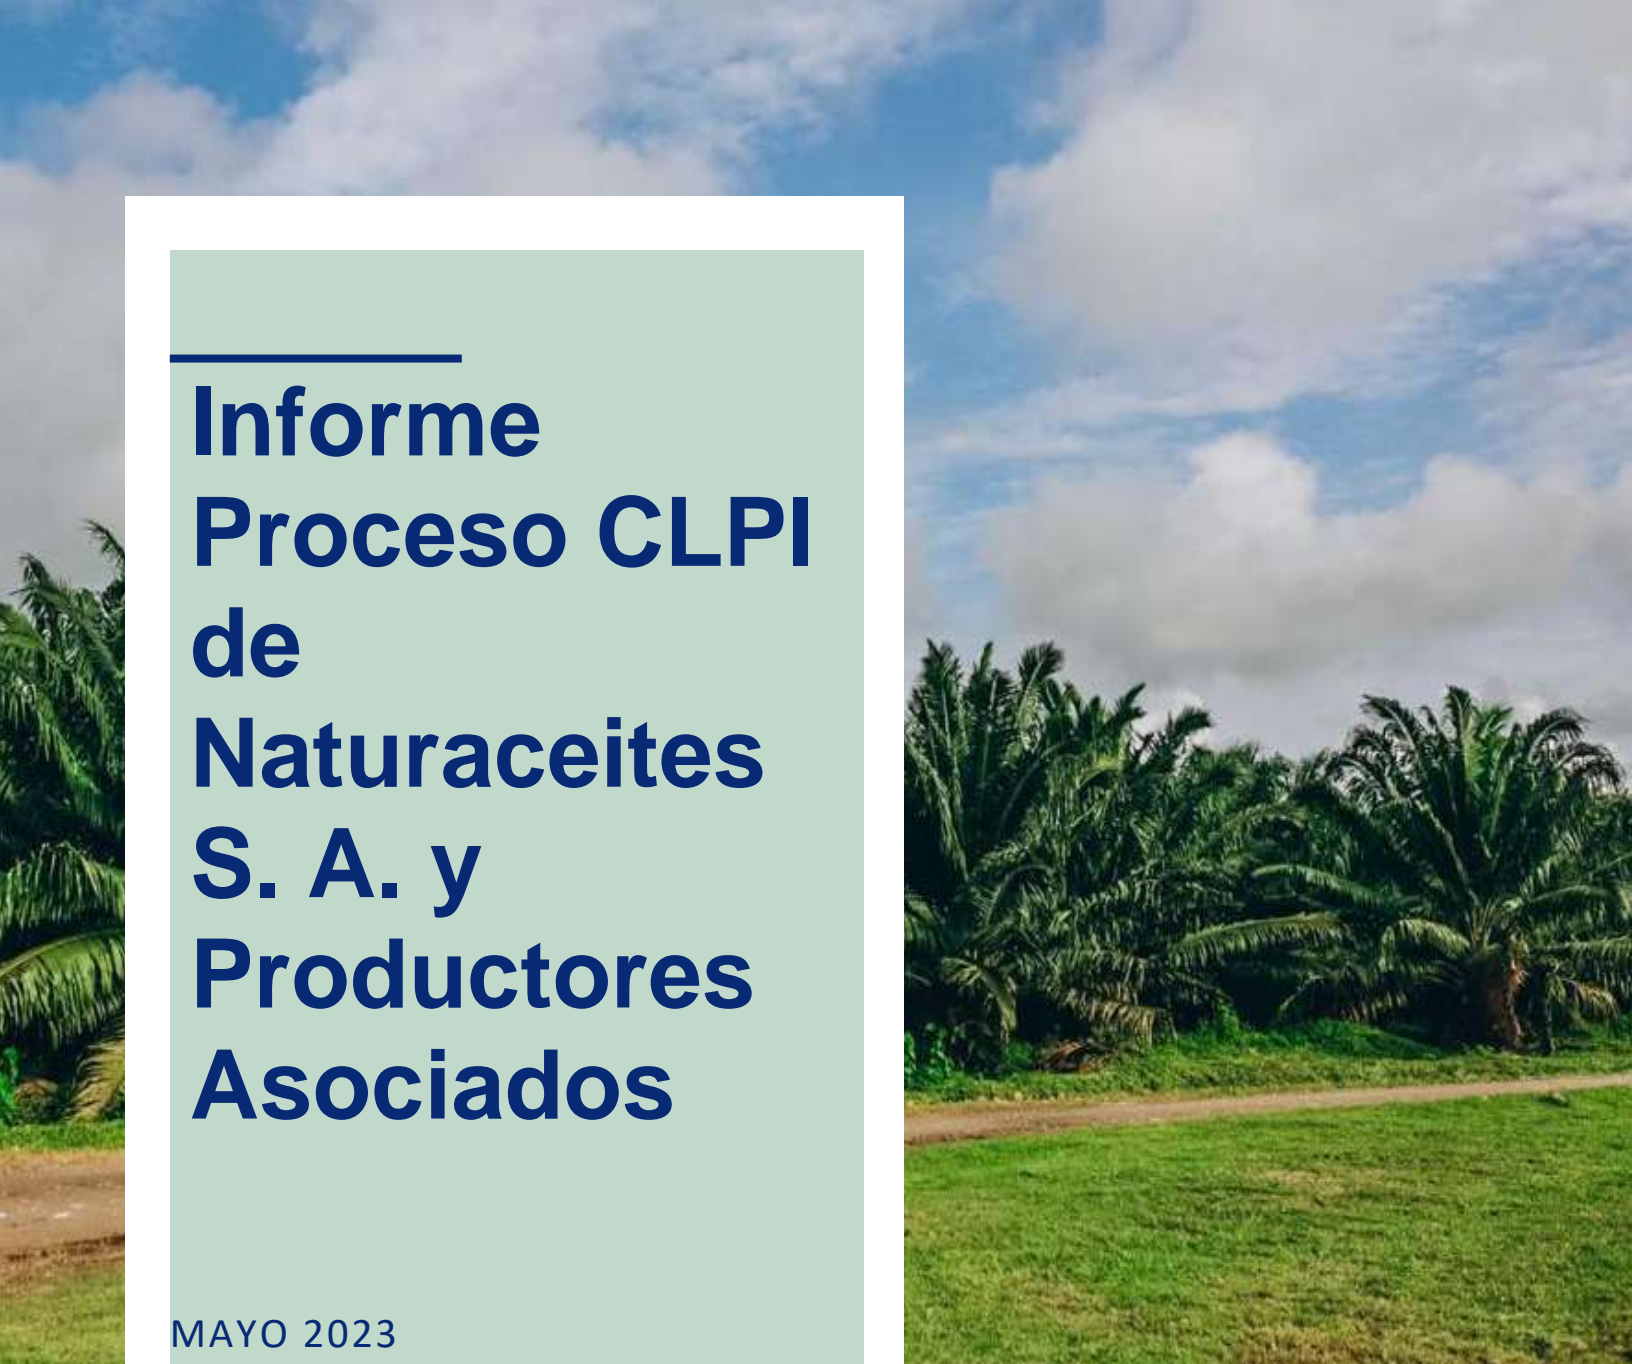 Informe
Proceso CLPI
de
Naturaceites
S. A. y
Productores
Asociados
MAYO 2023